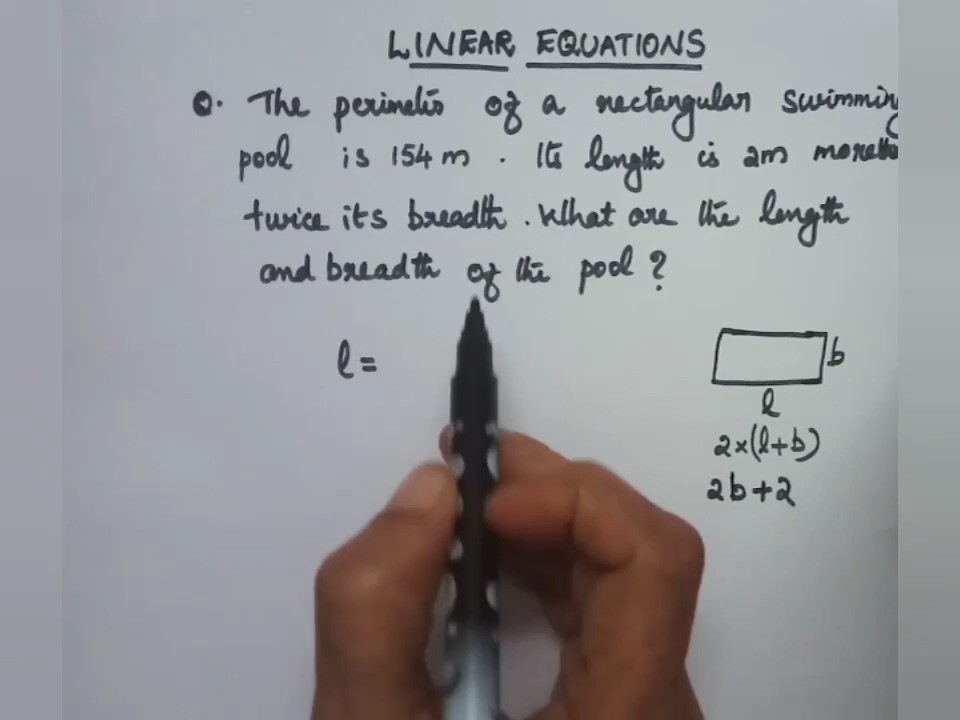 LINEAR EQUATIONS
Q. The perimeter of a rectangular swimming
pool is 154 m. Its length is 2m more than
twice its breadth. What are the length
and breadth of the pool?
l =
b
l
2×(l+b)
2b+2